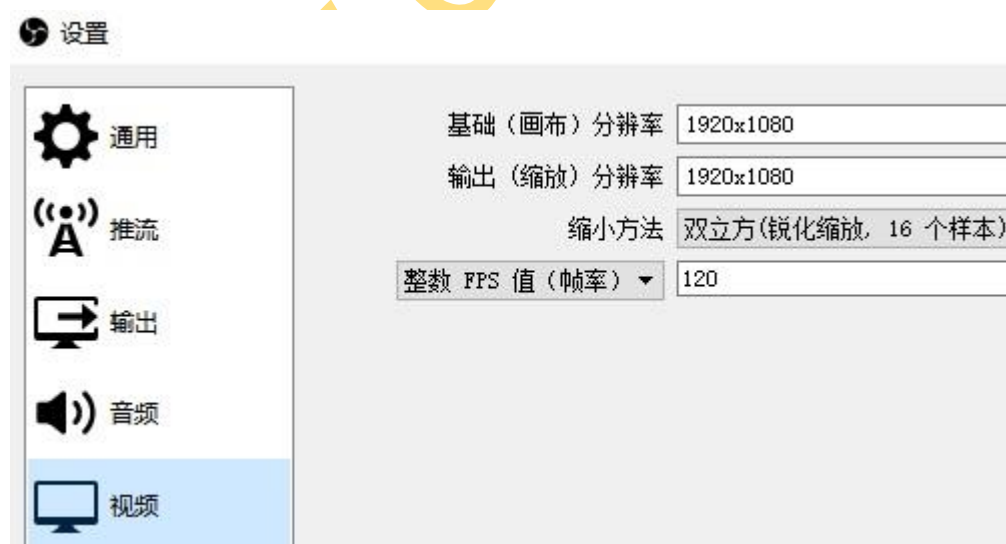 设置
通用
推流
输出
音频
视频
基础（画布）分辨率 1920x1080
输出（缩放）分辨率 1920x1080
缩小方法 双立方(锐化缩放, 16 个样本)
整数 FPS 值（帧率） 120